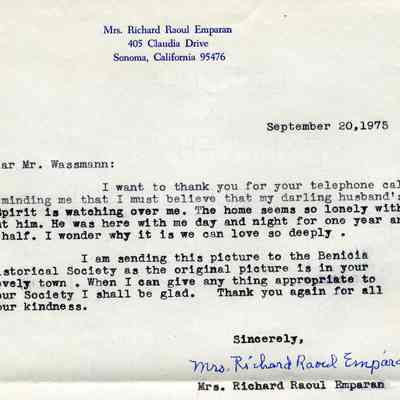 Mrs. Richard Raoul Emparan
405 Claudia Drive
Sonoma, California 95476
September 20,1975
ar Mr. Wassmann:
I want to thank you for your telephone cal
minding me that I must believe that my darling husband's
spirit is watching over me. The home seems so lonely with
ut him. He was here with me day and night for one year an
half. I wonder why it is we can love so deeply .
I am sending this picture to the Benicia
istorical Society as the original picture is in your
ovely town . When I can give any thing appropriate to
our Society I shall be glad. Thank you again for all
our kindness.
Sincerely,
Mrs. Richard Raoul Emparan
Mrs. Richard Raoul Emparan